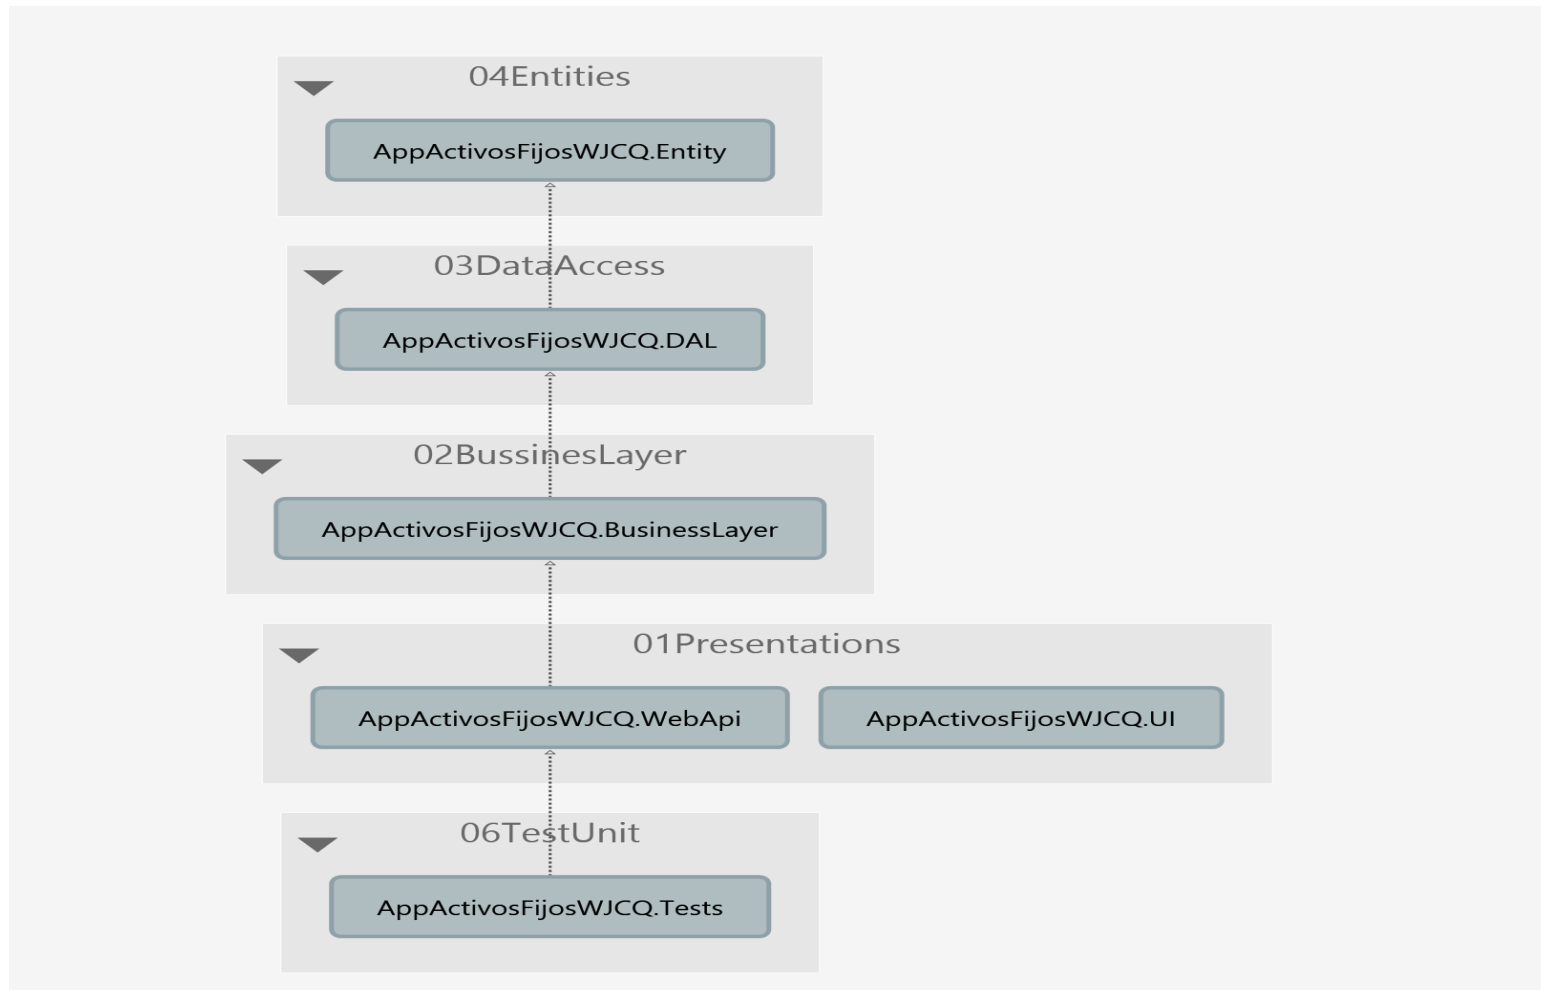 04Entities
AppActivosFijosWJCQ.Entity
03DataAccess
AppActivosFijosWJCQ.DAL
02BussinesLayer
AppActivosFijosWJCQ.BusinessLayer
01Presentations
AppActivosFijosWJCQ.WebApi
AppActivosFijosWJCQ.UI
06TestUnit
AppActivosFijosWJCQ.Tests